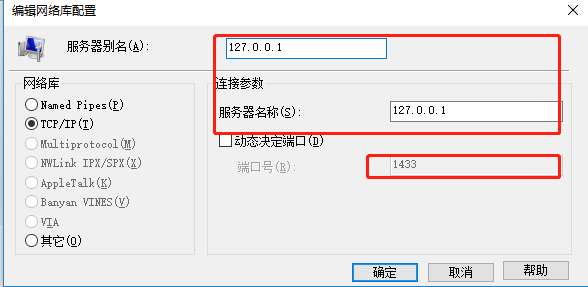 编辑网络库配置
服务器别名(A): 127.0.0.1
网络库
Named Pipes(P)
TCP/IP(T)
Multiprotocol(M)
NWLink IPX/SPX(X)
AppleTalk(K)
Banyan VINES(V)
VIA
其它(O)
连接参数
服务器名称(S): 127.0.0.1
动态决定端口(D)
端口号(R): 1433
确定 取消 帮助